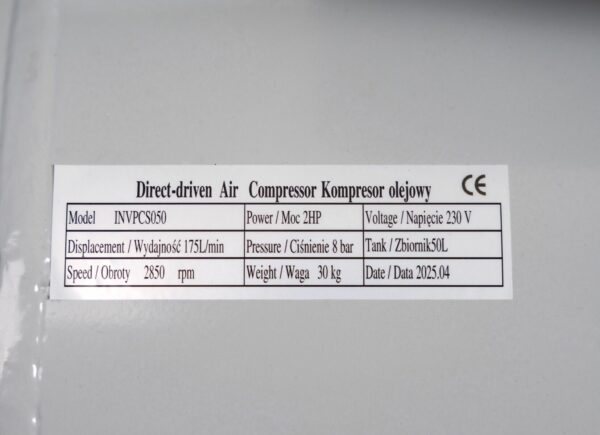 Direct-driven Air Compressor Kompresor olejowy CE
Model INVPCS050 Power / Moc 2HP Voltage / Napięcie 230 V
Displacement / Wydajność 175L/min Pressure / Ciśnienie 8 bar Tank / Zbiornik50L
Speed / Obroty 2850 rpm Weight / Waga 30 kg Date / Data 2025.04